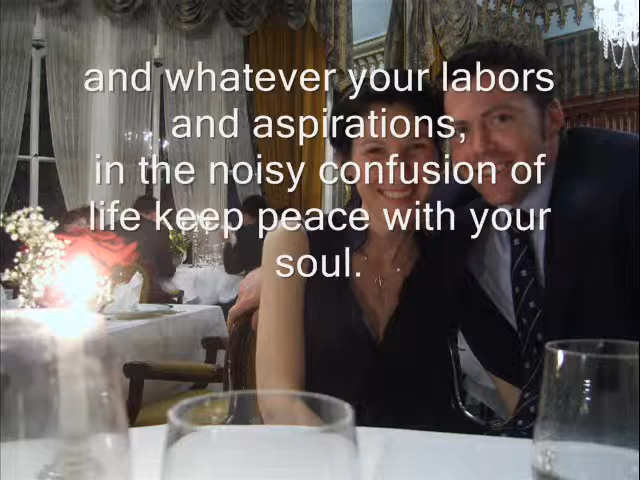 and whatever your labors
and aspirations,
in the noisy confusion of
life keep peace with your
soul.